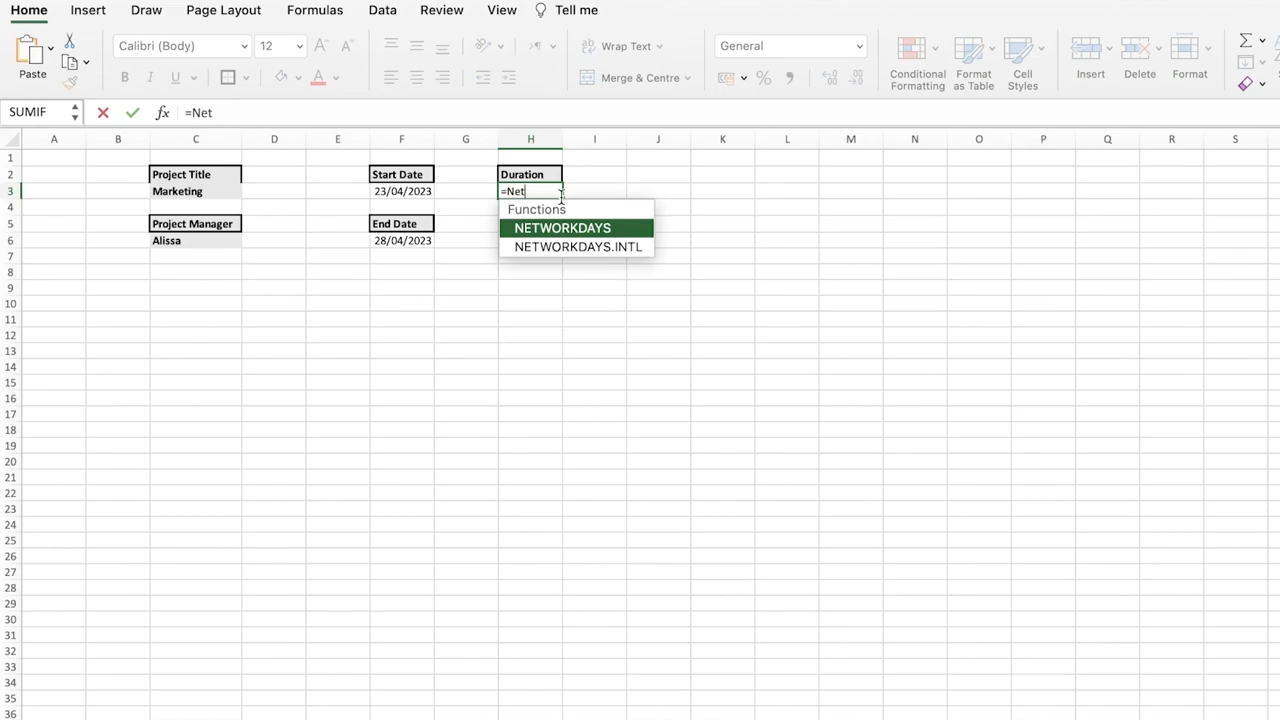 Home Insert Draw Page Layout Formulas Data Review View Tell me
Paste
Calibri (Body) 12
B I U A
Wrap Text
Merge & Centre
General
Conditional Formatting
Format as Table
Cell Styles
Insert
Delete
Format
SUMIF fx =Net
A B C D E F G H I J K L M N O P Q R S
1
2 Project Title Start Date Duration
3 Marketing 23/04/2023 =Net
4 Functions
5 Project Manager End Date NETWORKDAYS
6 Alissa 28/04/2023 NETWORKDAYS.INTL
7
8
9
10
11
12
13
14
15
16
17
18
19
20
21
22
23
24
25
26
27
28
29
30
31
32
33
34
35
36